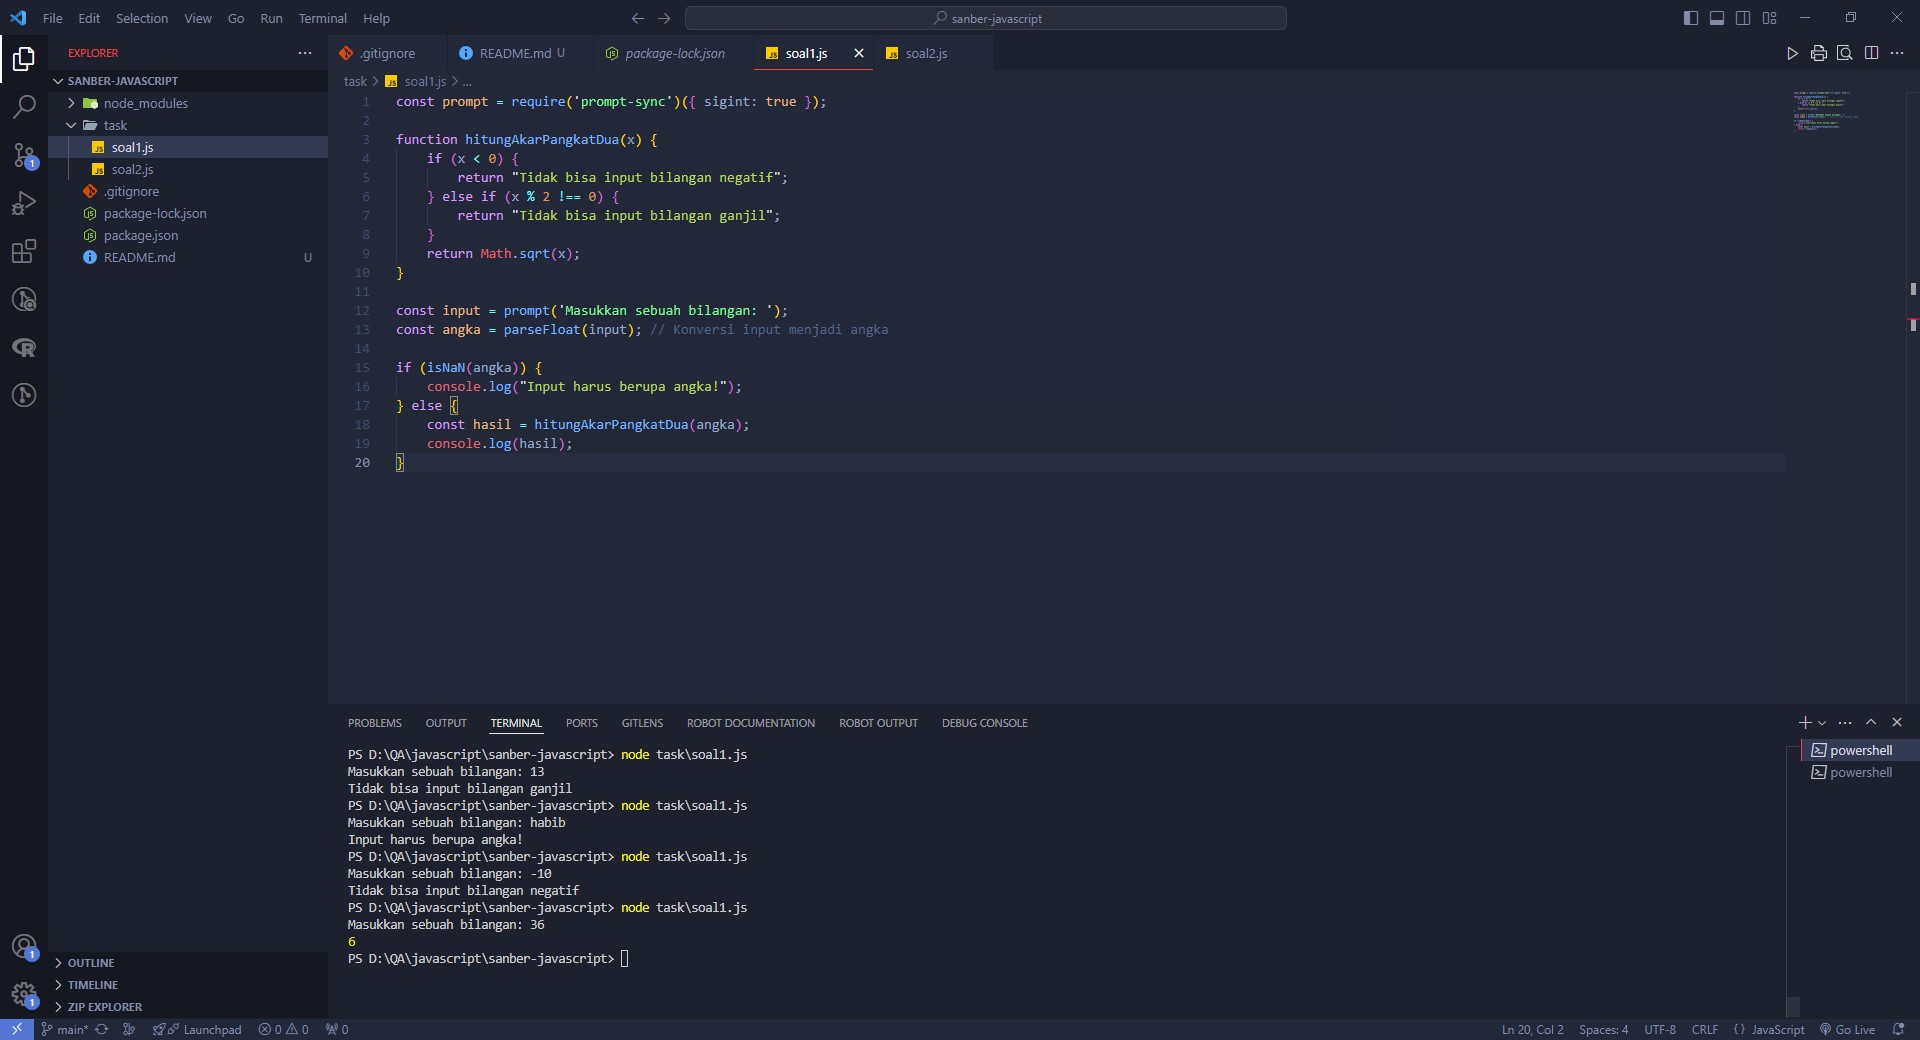 File Edit Selection View Go Run Terminal Help
sanber-javascript
EXPLORER
SANBER-JAVASCRIPT
node_modules
task
soal1.js
soal2.js
.gitignore
package-lock.json
package.json
README.md U
OUTLINE
TIMELINE
ZIP EXPLORER
1
1
1
.gitignore README.md U package-lock.json soal1.js soal2.js
task > soal1.js > ...
1 const prompt = require('prompt-sync')({ sigint: true });
2
3 function hitungAkarPangkatDua(x) {
4 if (x < 0) {
5 return "Tidak bisa input bilangan negatif";
6 } else if (x % 2 !== 0) {
7 return "Tidak bisa input bilangan ganjil";
8 }
9 return Math.sqrt(x);
10 }
11
12 const input = prompt('Masukkan sebuah bilangan: ');
13 const angka = parseFloat(input); // Konversi input menjadi angka
14
15 if (isNaN(angka)) {
16 console.log("Input harus berupa angka!");
17 } else {
18 const hasil = hitungAkarPangkatDua(angka);
19 console.log(hasil);
20 }
PROBLEMS OUTPUT TERMINAL PORTS GITLENS ROBOT DOCUMENTATION ROBOT OUTPUT DEBUG CONSOLE
PS D:\QA\javascript\sanber-javascript> node task\soal1.js
Masukkan sebuah bilangan: 13
Tidak bisa input bilangan ganjil
PS D:\QA\javascript\sanber-javascript> node task\soal1.js
Masukkan sebuah bilangan: habib
Input harus berupa angka!
PS D:\QA\javascript\sanber-javascript> node task\soal1.js
Masukkan sebuah bilangan: -10
Tidak bisa input bilangan negatif
PS D:\QA\javascript\sanber-javascript> node task\soal1.js
Masukkan sebuah bilangan: 36
6
PS D:\QA\javascript\sanber-javascript>
powershell
powershell
main* Launchpad 0 0 0 Ln 20, Col 2 Spaces: 4 UTF-8 CRLF {} JavaScript Go Live